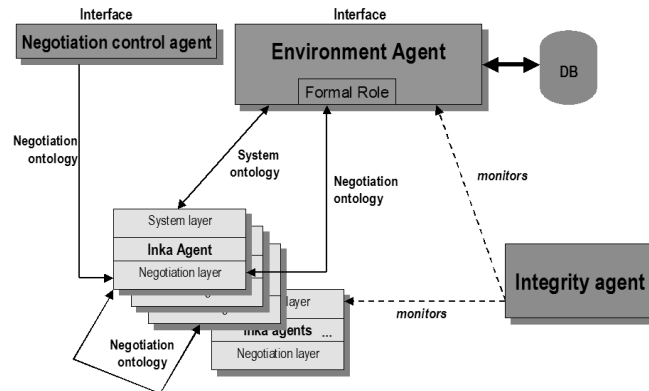 Interface
Interface
Negotiation control agent
Environment Agent
Formal Role
DB
Negotiation
ontology
System
ontology
Negotiation
ontology
monitors
System layer
Inka Agent
Negotiation layer
Integrity agent
layer
monitors
Inka agents ...
Negotiation layer
Negotiation
ontology